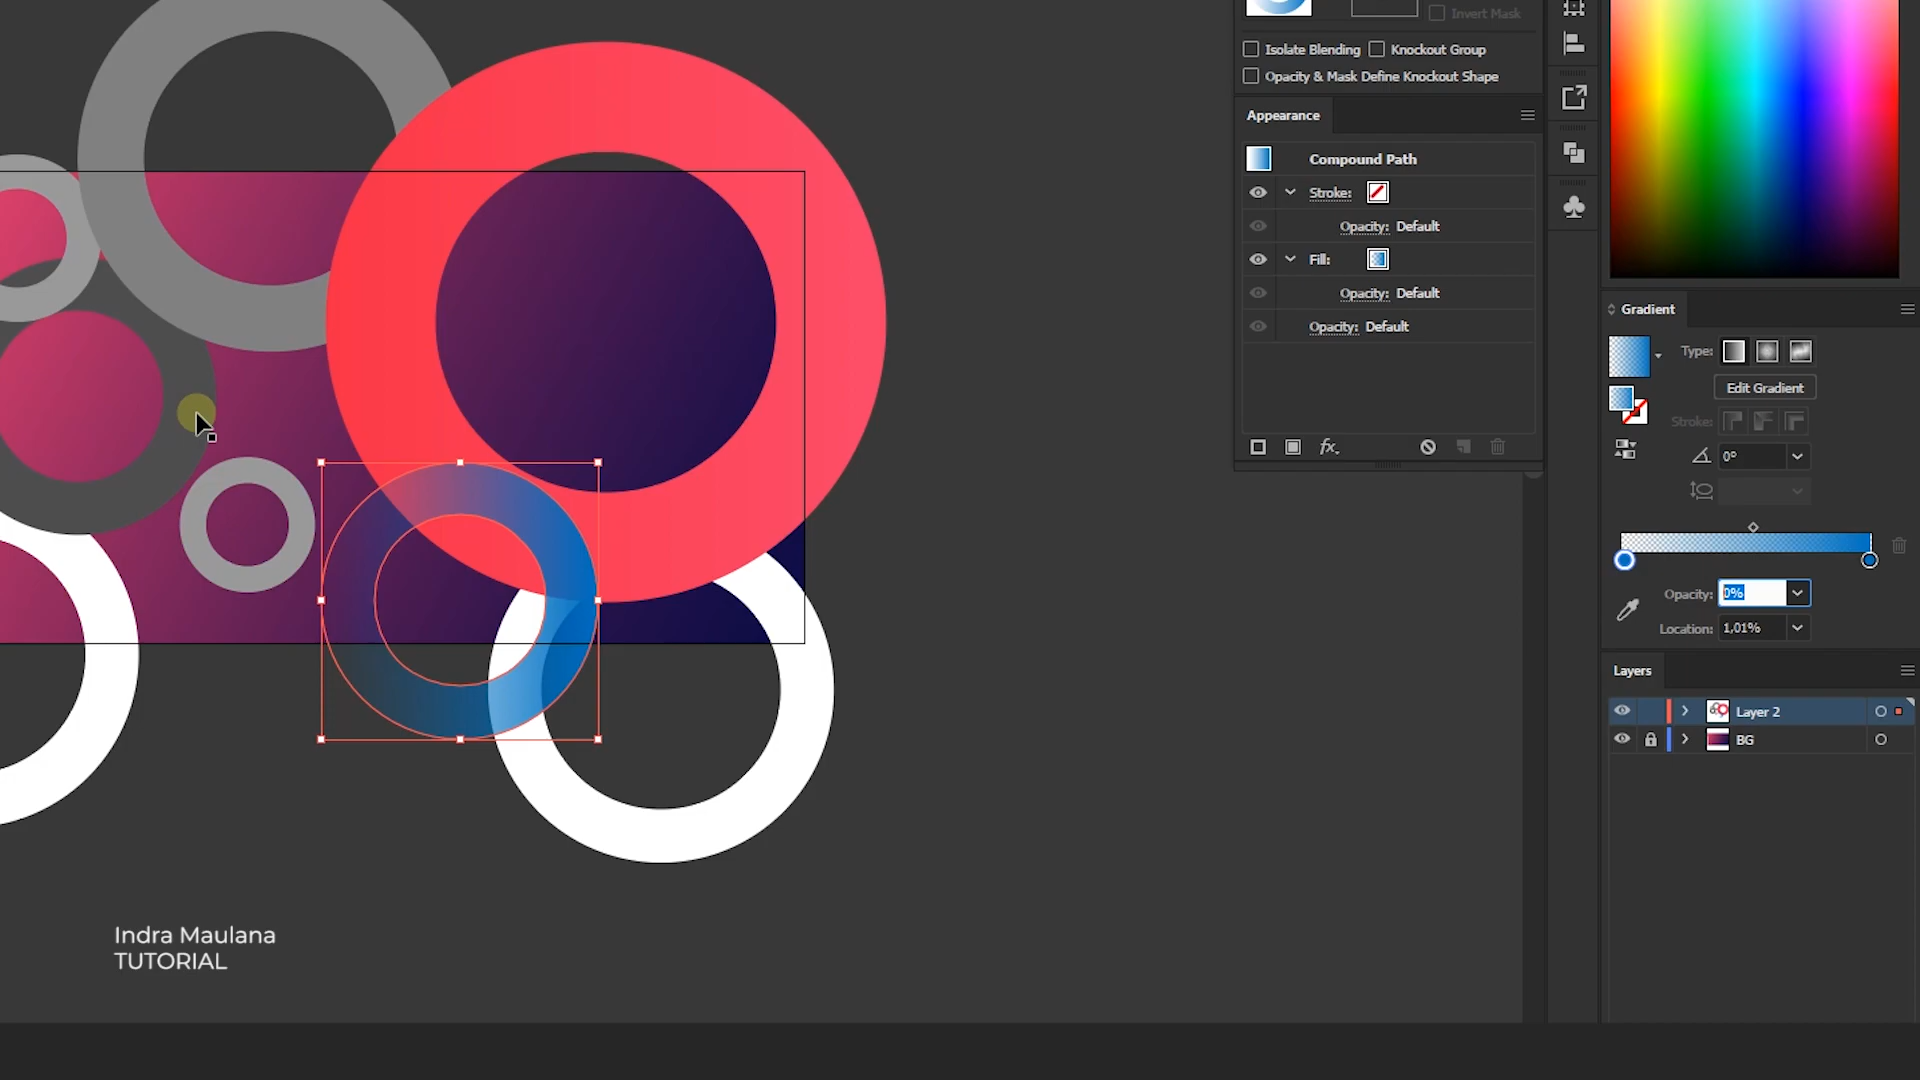 Invert Mask
Isolate Blending
Knockout Group
Opacity & Mask Define Knockout Shape
Appearance
Compound Path
Stroke:
Opacity: Default
Fill:
Opacity: Default
Opacity: Default
fx.
Gradient
Type:
Edit Gradient
Stroke:
0°
Opacity: 0%
Location: 1,01%
Layers
Layer 2
BG
Indra Maulana
TUTORIAL